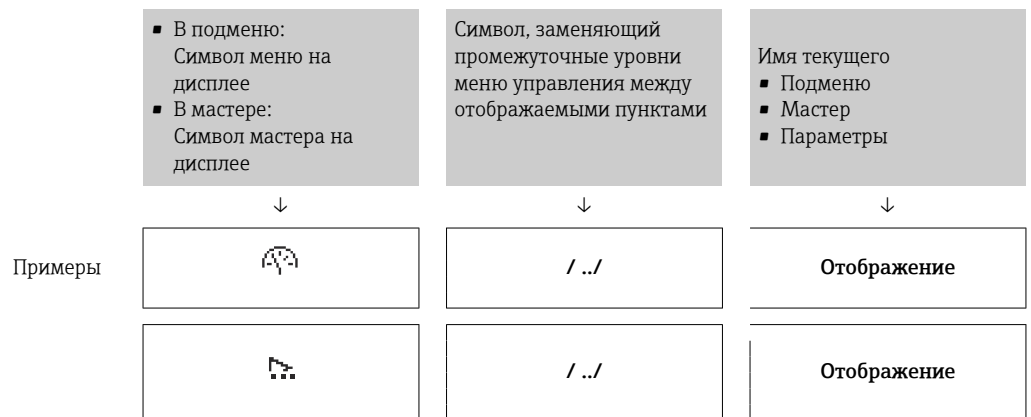 ▪ В подменю:
Символ меню на
дисплее
▪ В мастере:
Символ мастера на
дисплее
Символ, заменяющий
промежуточные уровни
меню управления между
отображаемыми пунктами
Имя текущего
▪ Подменю
▪ Мастер
▪ Параметры
↓ ↓ ↓
Примеры
/ ../
Отображение
/ ../
Отображение